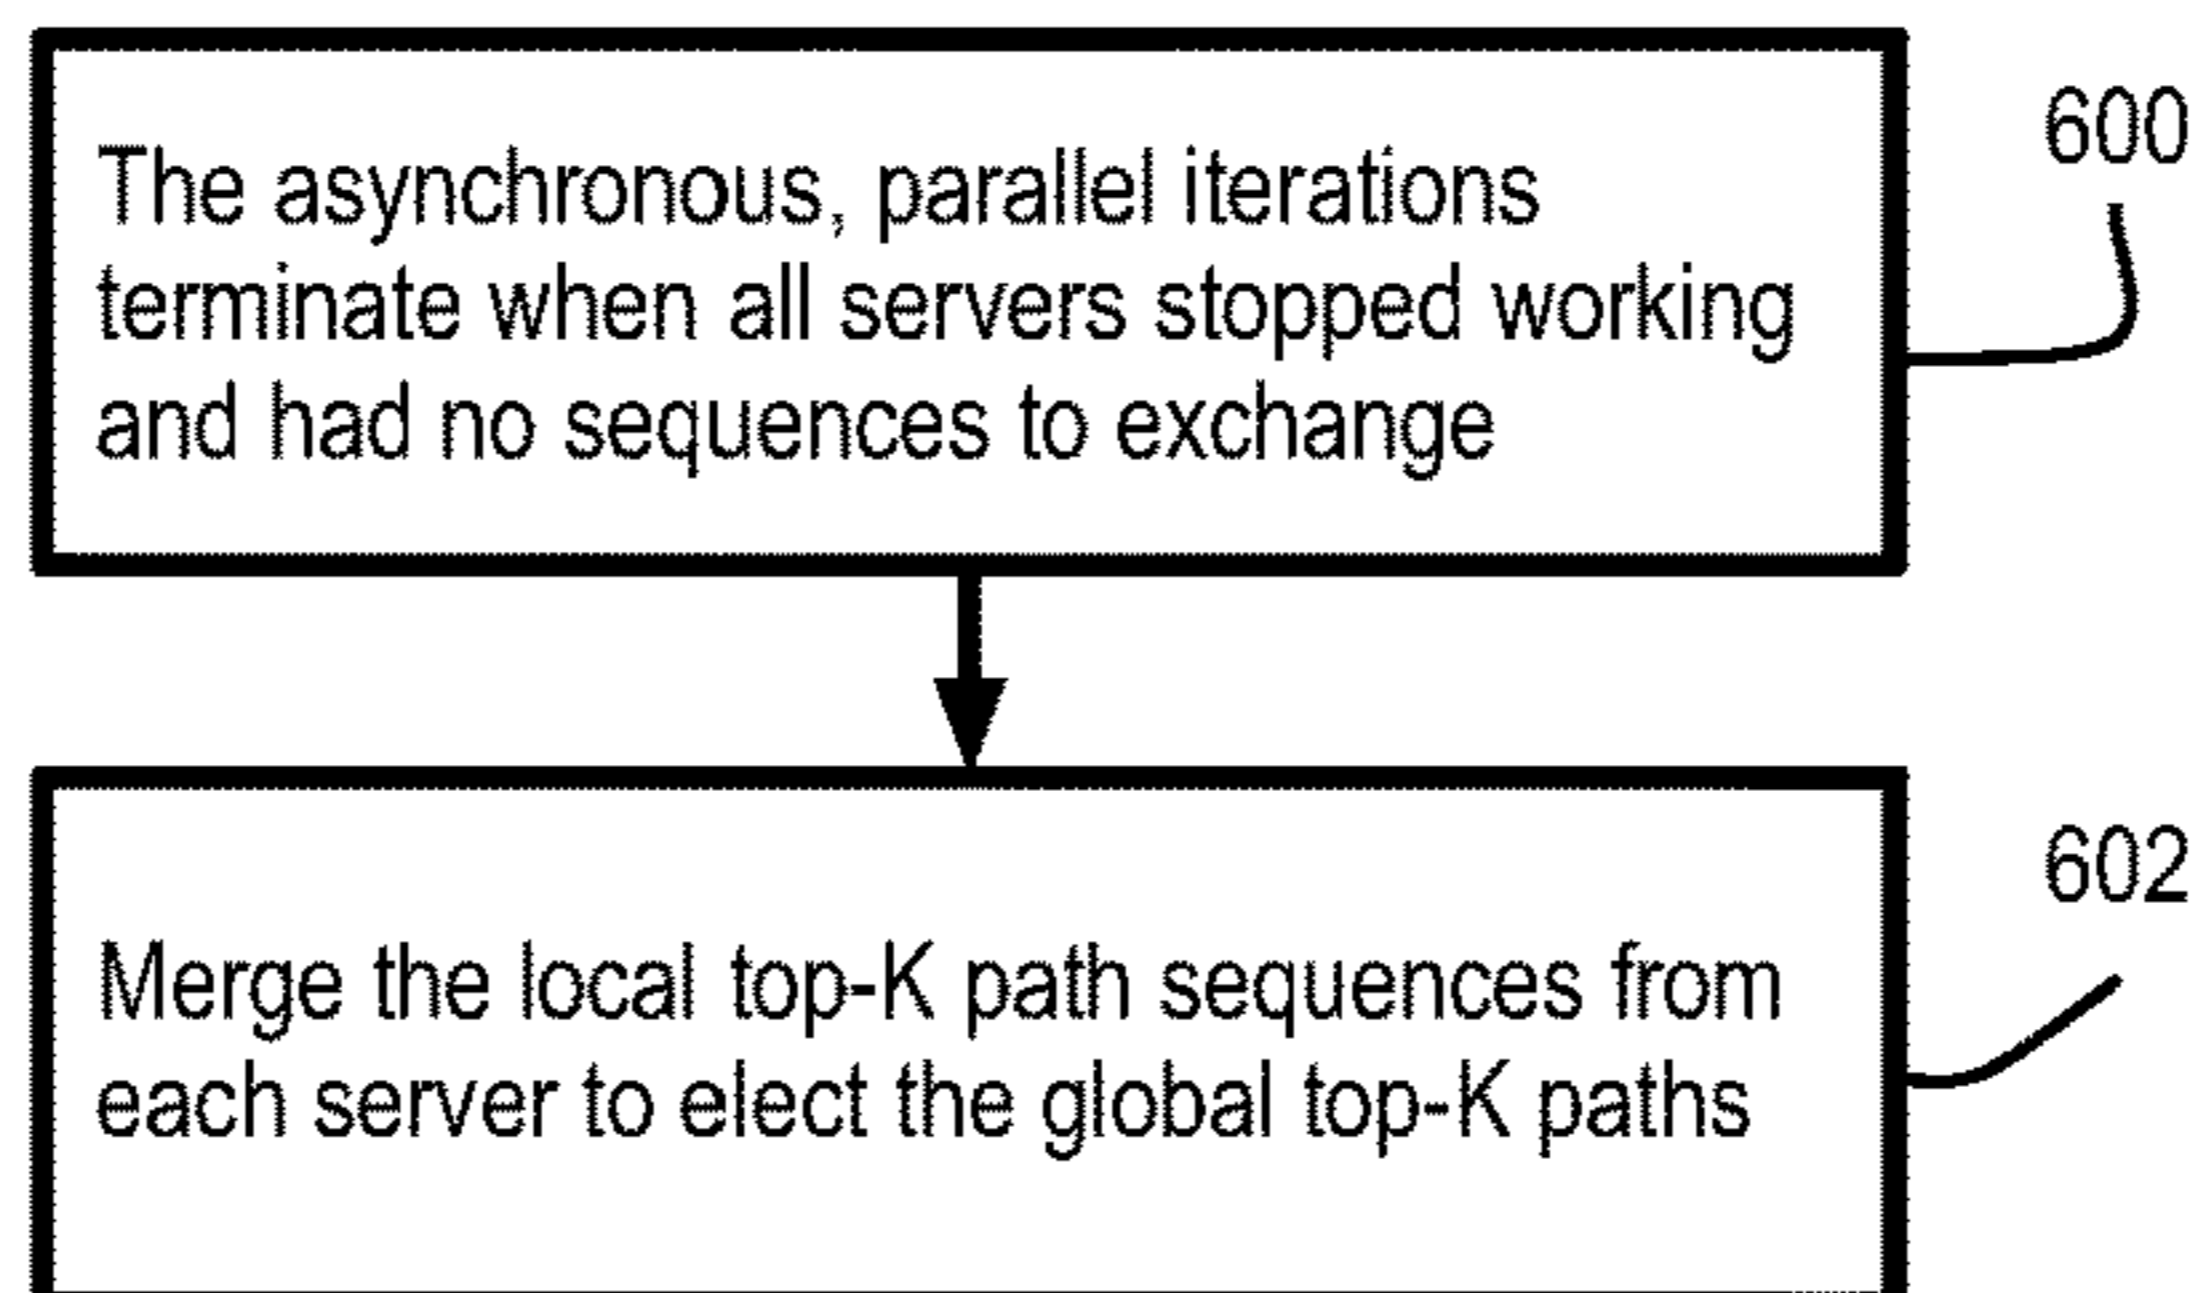 The asynchronous, parallel iterations
terminate when all servers stopped working
and had no sequences to exchange
600
Merge the local top-K path sequences from
each server to elect the global top-K paths
602